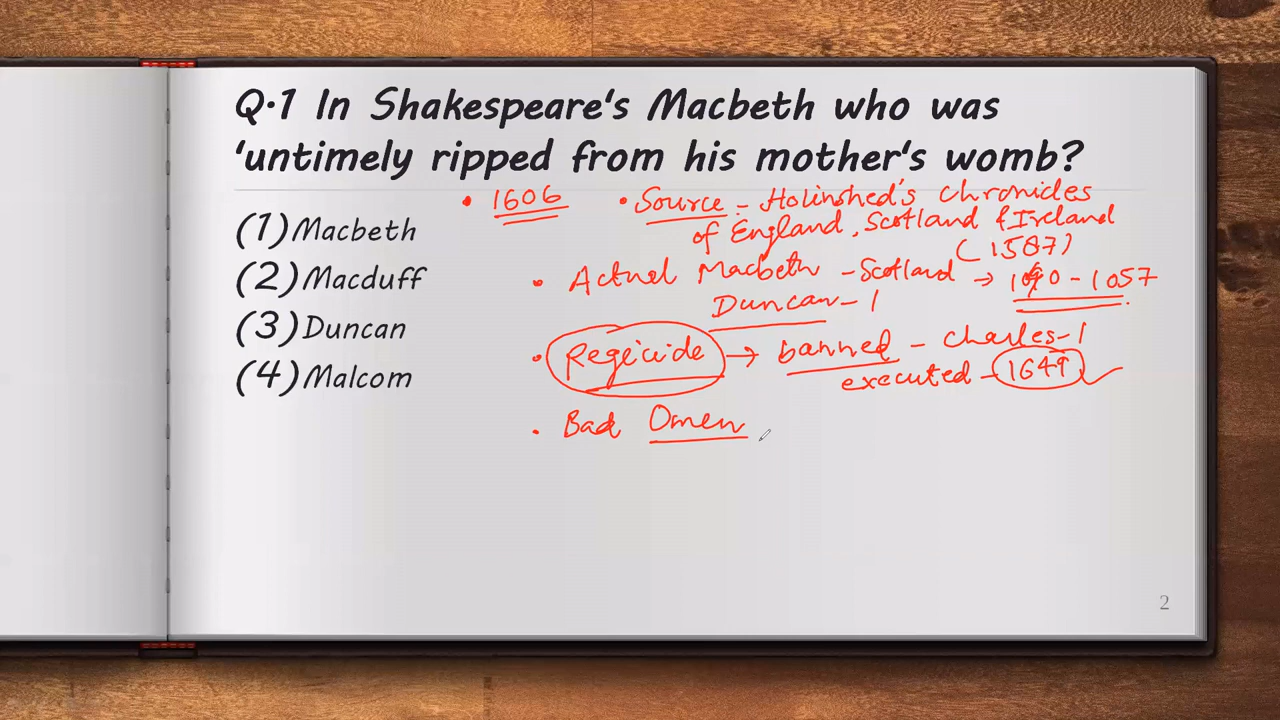 Q.1 In Shakespeare's Macbeth who was
'untimely ripped from his mother's womb?
(1)Macbeth
(2)Macduff
(3)Duncan
(4)Malcom
• 1606 • Source - Holinshed's Chronicles
of England, Scotland & Ireland
(1587)
• Actual Macbeth - Scotland → 1040 - 1057
Duncan - 1
• Regicide → banned - Charles-1
executed - 1649
• Bad Omen
2